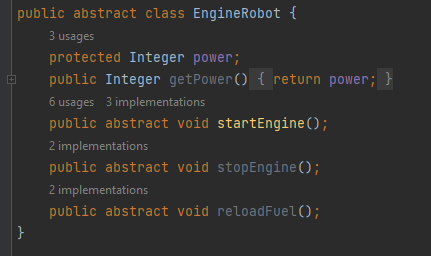 public abstract class EngineRobot {
3 usages
protected Integer power;
public Integer getPower() { return power; }
6 usages 3 implementations
public abstract void startEngine();
2 implementations
public abstract void stopEngine();
2 implementations
public abstract void reloadFuel();
}